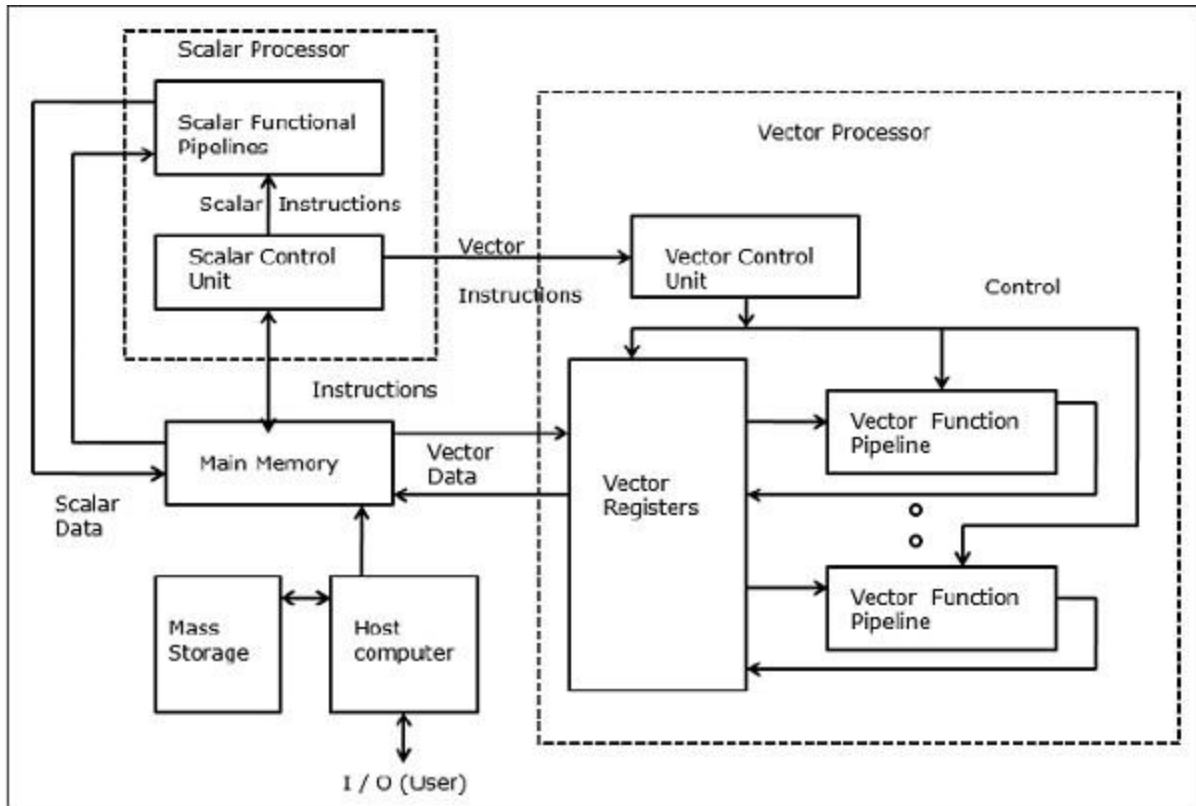 Scalar Processor
Scalar Functional
Pipelines
Scalar Instructions
Scalar Control
Unit
Vector
Instructions
Vector Processor
Vector Control
Unit
Control
Instructions
Main Memory
Vector
Data
Scalar
Data
Vector
Registers
Vector Function
Pipeline
Vector Function
Pipeline
Mass
Storage
Host
computer
I / O (User)